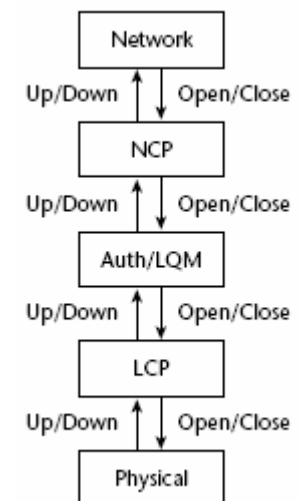 Network
Up/Down Open/Close
NCP
Up/Down Open/Close
Auth/LQM
Up/Down Open/Close
LCP
Up/Down Open/Close
Physical